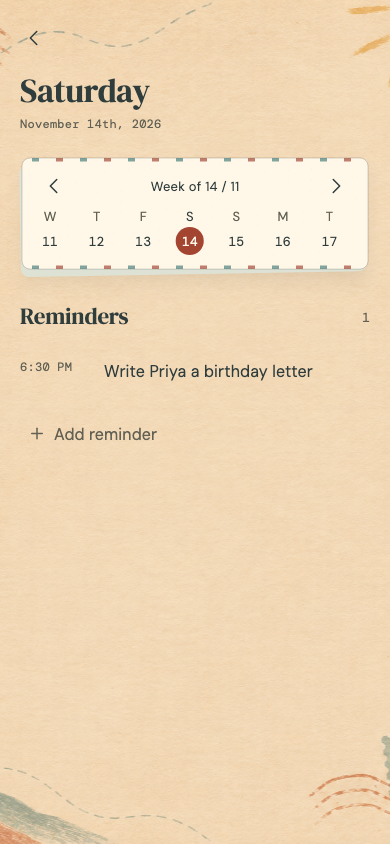 Saturday
November 14th, 2026
Week of 14 / 11
W T F S S M T
11 12 13 14 15 16 17
Reminders 1
6:30 PM Write Priya a birthday letter
+ Add reminder